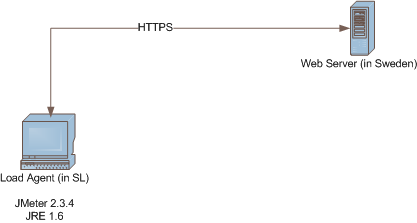 HTTPS
Web Server (in Sweden)
Load Agent (in SL)
JMeter 2.3.4
JRE 1.6